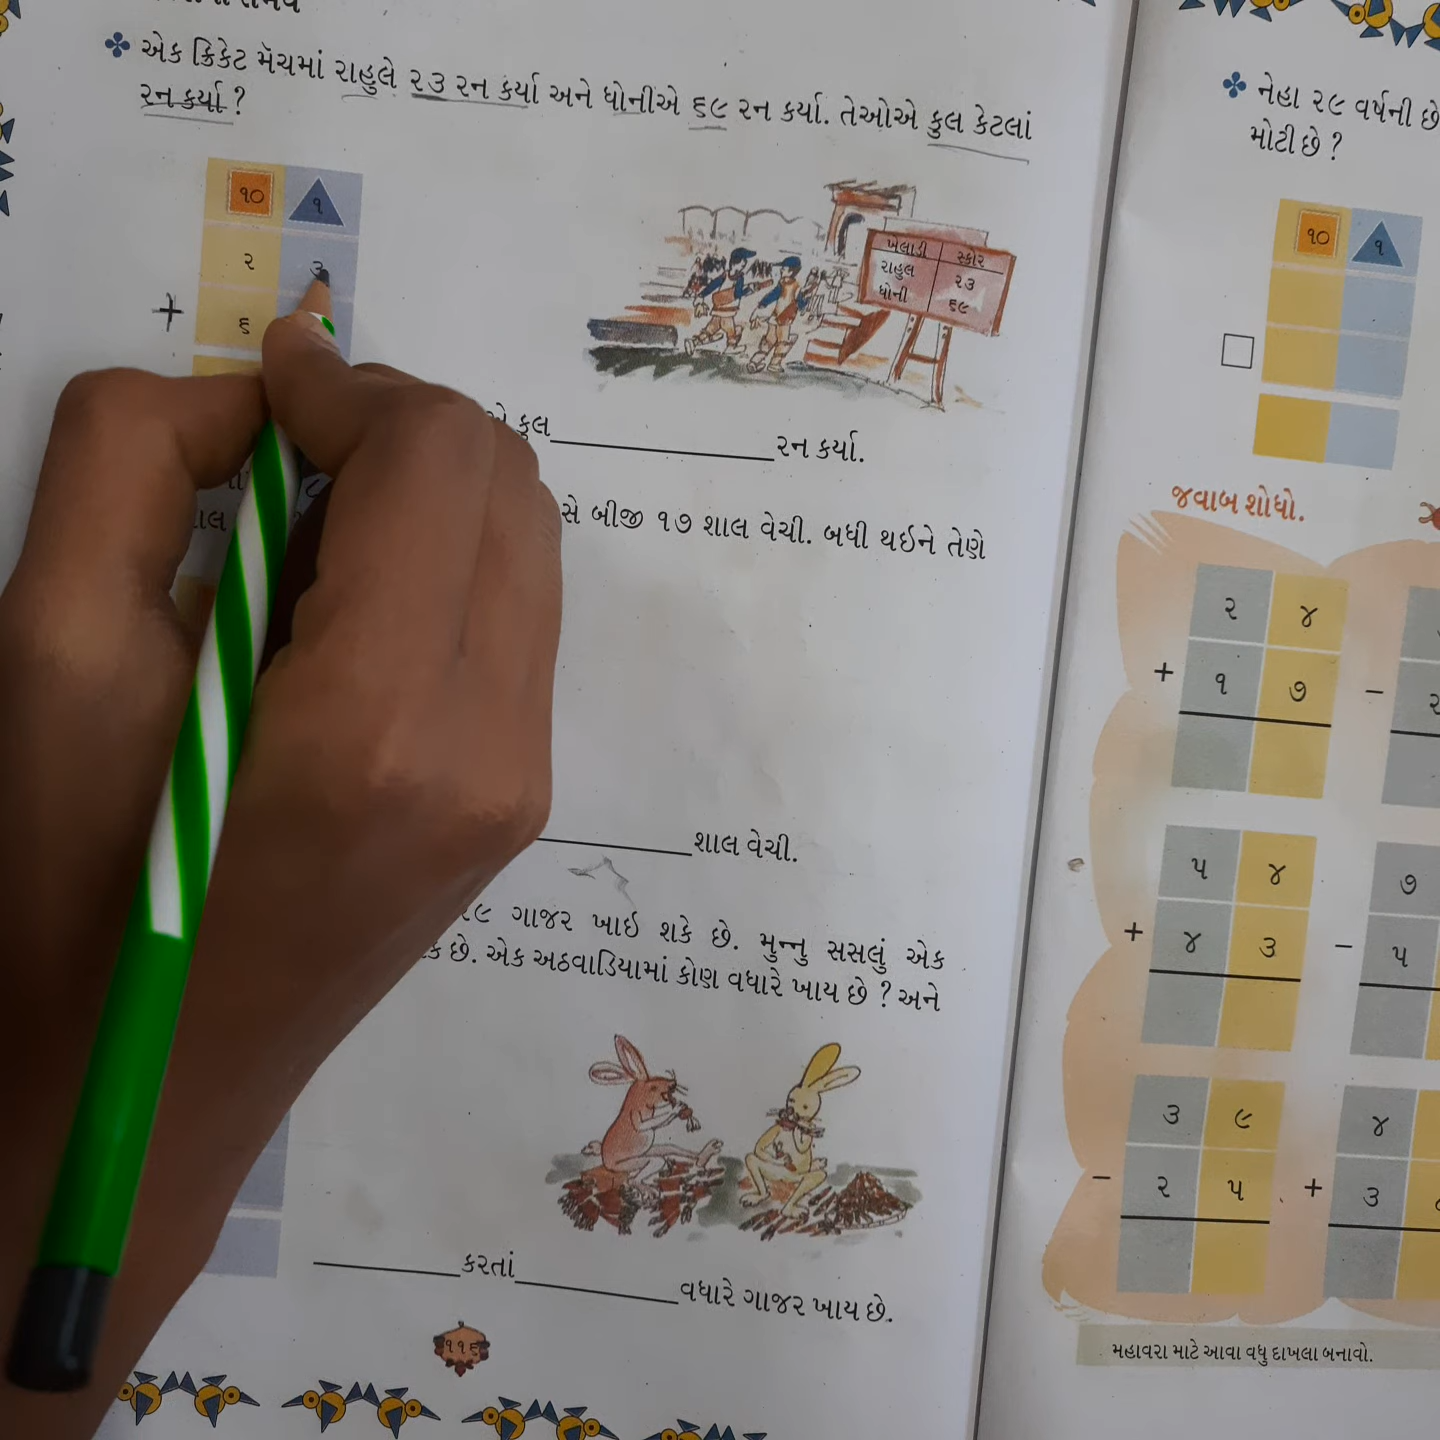 એક ક્રિકેટ મૅચમાં રાહુલે ૨૩ રન કર્યા અને ધોનીએ ૬૯ રન કર્યા. તેઓએ કુલ કેટલાં
રન કર્યા ?
૧૦ ૧
૨ ૩
+ ૬
ખેલાડી સ્કોર
રાહુલ ૨૩
ધોની ૬૯
કુલ રન કર્યા.
બીજી ૧૭ શાલ વેચી. બધી થઈને તેણે
શાલ વેચી.
ગાજર ખાઈ શકે છે. મુન્નુ સસલું એક
છે. એક અઠવાડિયામાં કોણ વધારે ખાય છે ? અને
કરતાં વધારે ગાજર ખાય છે.
૧૧૬
નેહા ૨૯ વર્ષની છે
મોટી છે ?
૧૦ ૧
જવાબ શોધો.
૨ ૪
+ ૧ ૭ −
૫ ૪ ૭
+ ૪ ૩ − ૫
૩ ૯ ૪
− ૨ ૫ + ૩
મહાવરા માટે આવા વધુ દાખલા બનાવો.